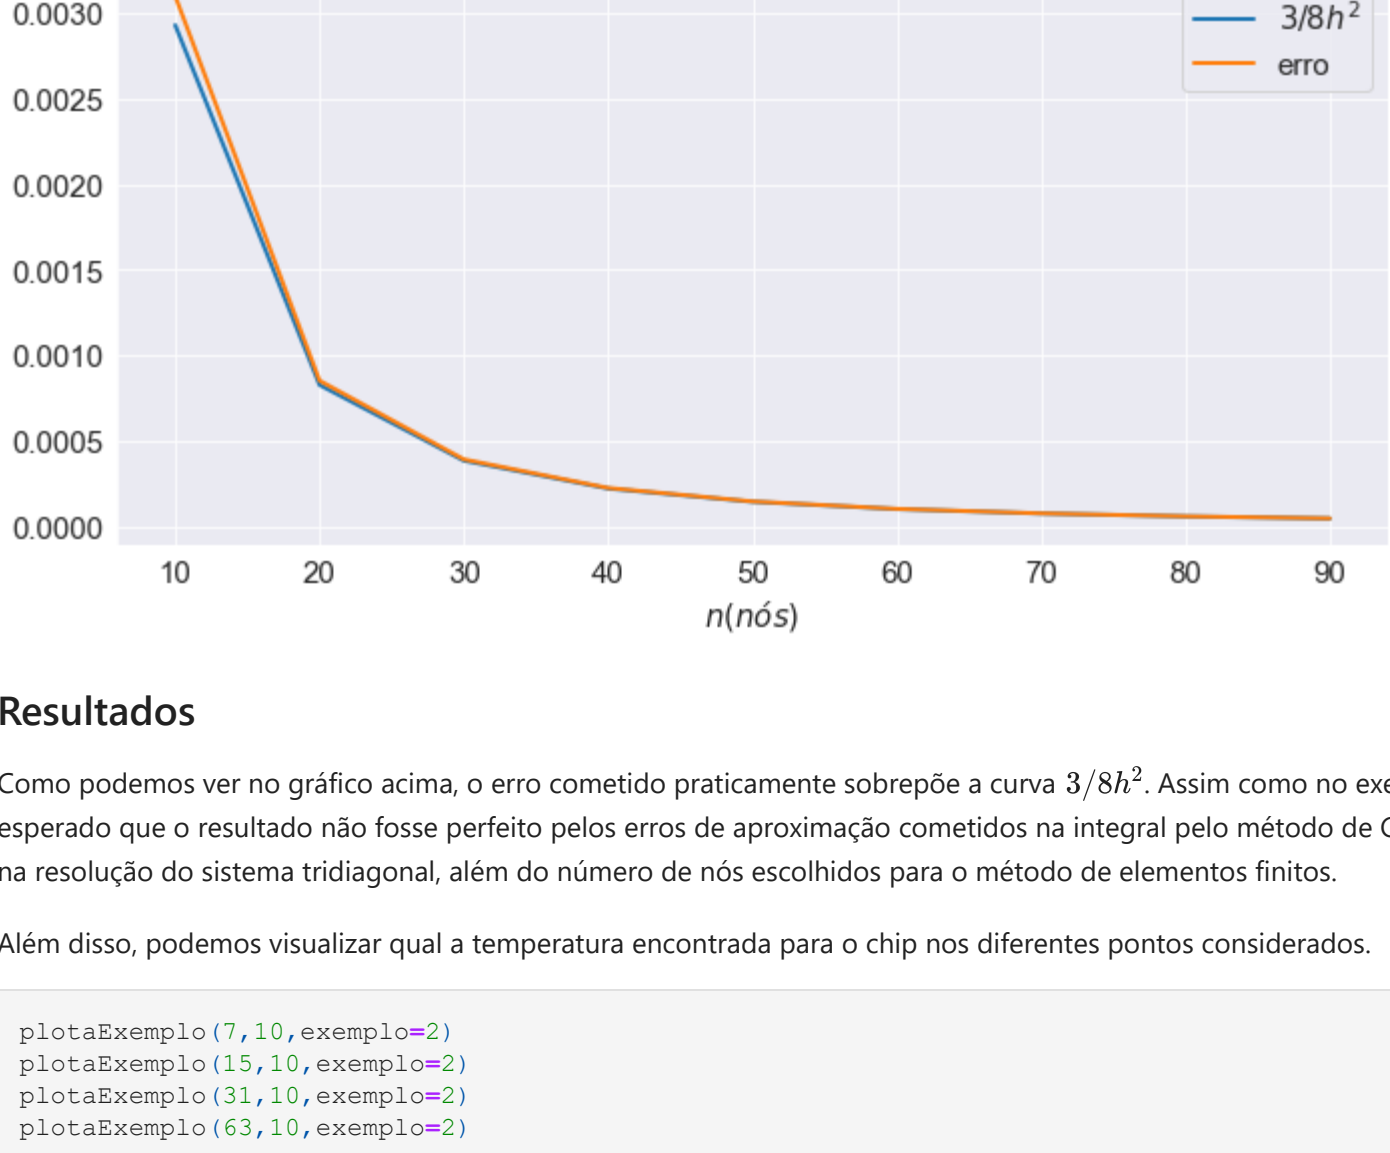 0.0030
3/8h²
erro
0.0025
0.0020
0.0015
0.0010
0.0005
0.0000
10 20 30 40 50 60 70 80 90
n(nós)
Resultados
Como podemos ver no gráfico acima, o erro cometido praticamente sobrepõe a curva 3/8h². Assim como no exe
esperado que o resultado não fosse perfeito pelos erros de aproximação cometidos na integral pelo método de
na resolução do sistema tridiagonal, além do número de nós escolhidos para o método de elementos finitos.
Além disso, podemos visualizar qual a temperatura encontrada para o chip nos diferentes pontos considerados.
plotaExemplo(7,10,exemplo=2)
plotaExemplo(15,10,exemplo=2)
plotaExemplo(31,10,exemplo=2)
plotaExemplo(63,10,exemplo=2)